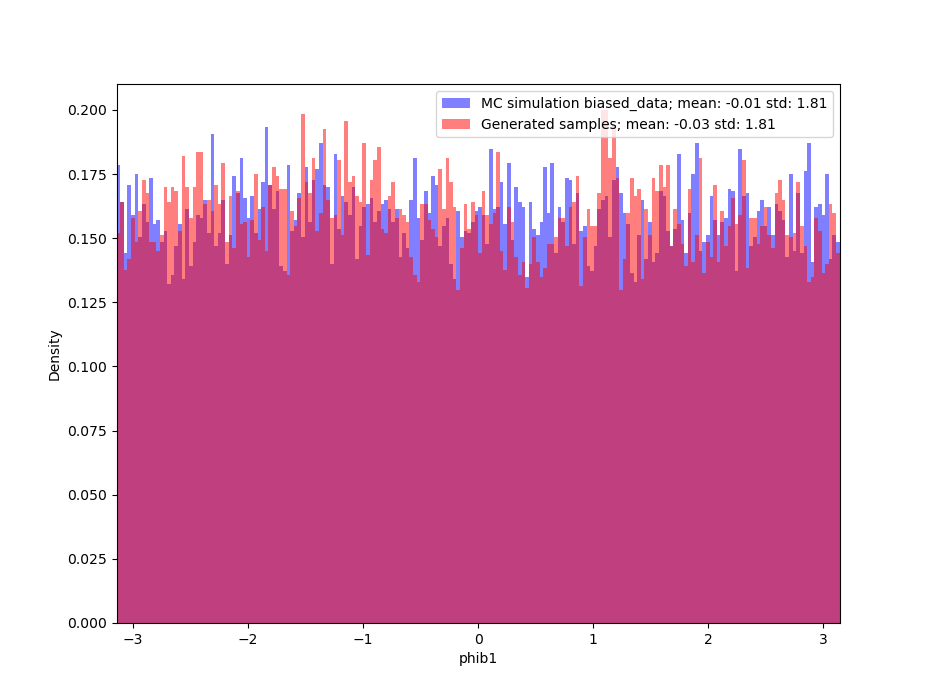 MC simulation biased_data; mean: -0.01 std: 1.81
Generated samples; mean: -0.03 std: 1.81
0.200
0.175
0.150
0.125
0.100
0.075
0.050
0.025
0.000
Density
−3 −2 −1 0 1 2 3
phib1